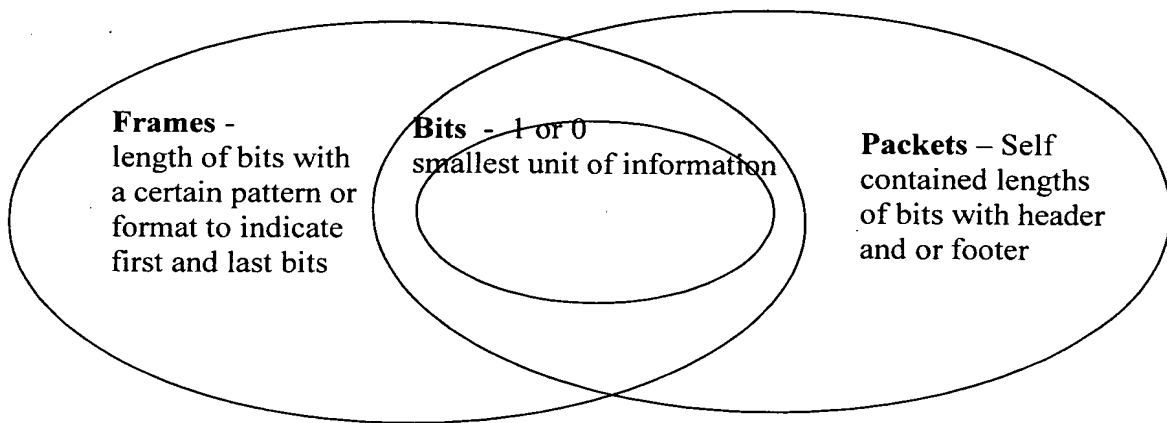 Frames -
length of bits with
a certain pattern or
format to indicate
first and last bits
Bits - 1 or 0
smallest unit of information
Packets – Self
contained lengths
of bits with header
and or footer